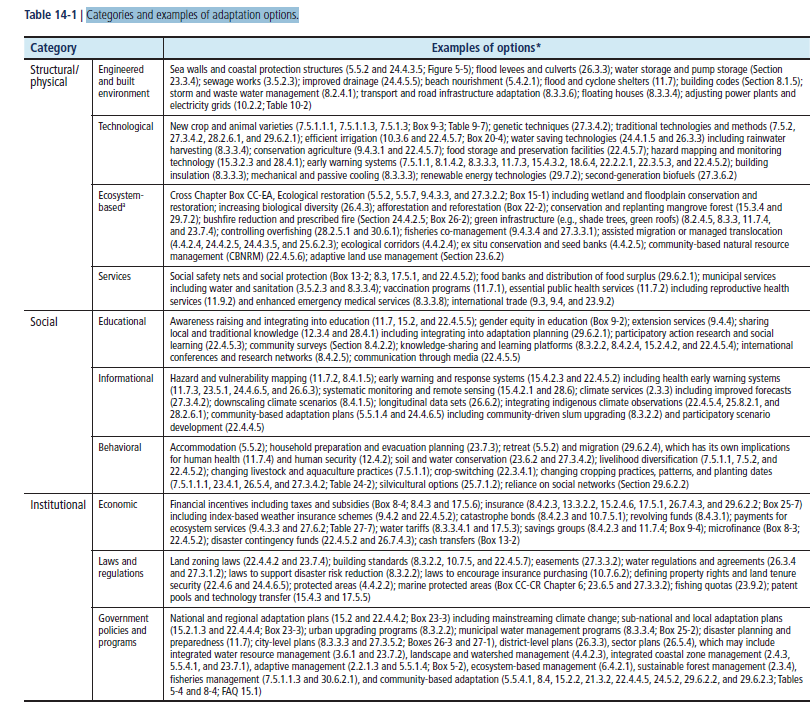 Table 14-1 | Categories and examples of adaptation options.
Category
Examples of options*
Structural/
physical
Engineered
and built
environment
Sea walls and coastal protection structures (5.5.2 and 24.4.3.5; Figure 5-5); flood levees and culverts (26.3.3); water storage and pump storage (Section
23.3.4); sewage works (3.5.2.3); improved drainage (24.4.5.5); beach nourishment (5.4.2.1); flood and cyclone shelters (11.7); building codes (Section 8.1.5);
storm and waste water management (8.2.4.1); transport and road infrastructure adaptation (8.3.3.6); floating houses (8.3.3.4); adjusting power plants and
electricity grids (10.2.2; Table 10-2)
Technological
New crop and animal varieties (7.5.1.1.1, 7.5.1.1.3, 7.5.1.3; Box 9-3; Table 9-7); genetic techniques (27.3.4.2); traditional technologies and methods (7.5.2,
27.3.4.2, 28.2.6.1, and 29.6.2.1); efficient irrigation (10.3.6 and 22.4.5.7; Box 20-4); water saving technologies (24.4.1.5 and 26.3.3) including rainwater
harvesting (8.3.3.4); conservation agriculture (9.4.3.1 and 22.4.5.7); food storage and preservation facilities (22.4.5.7); hazard mapping and monitoring
technology (15.3.2.3 and 28.4.1); early warning systems (7.5.1.1, 8.1.4.2, 8.3.3.3, 11.7.3, 15.4.3.2, 18.6.4, 22.2.2.1, 22.3.5.3, and 22.4.5.2); building
insulation (8.3.3.3); mechanical and passive cooling (8.3.3.3); renewable energy technologies (29.7.2); second-generation biofuels (27.3.6.2)
Ecosystem-
basedª
Cross Chapter Box CC-EA, Ecological restoration (5.5.2, 5.5.7, 9.4.3.3, and 27.3.2.2; Box 15-1) including wetland and floodplain conservation and
restoration; increasing biological diversity (26.4.3); afforestation and reforestation (Box 22-2); conservation and replanting mangrove forest (15.3.4 and
29.7.2); bushfire reduction and prescribed fire (Section 24.4.2.5; Box 26-2); green infrastructure (e.g., shade trees, green roofs) (8.2.4.5, 8.3.3, 11.7.4,
and 23.7.4); controlling overfishing (28.2.5.1 and 30.6.1); fisheries co-management (9.4.3.4 and 27.3.3.1); assisted migration or managed translocation
(4.4.2.4, 24.4.2.5, 24.4.3.5, and 25.6.2.3); ecological corridors (4.4.2.4); ex situ conservation and seed banks (4.4.2.5); community-based natural resource
management (CBNRM) (22.4.5.6); adaptive land use management (Section 23.6.2)
Services
Social safety nets and social protection (Box 13-2; 8.3, 17.5.1, and 22.4.5.2); food banks and distribution of food surplus (29.6.2.1); municipal services
including water and sanitation (3.5.2.3 and 8.3.3.4); vaccination programs (11.7.1), essential public health services (11.7.2) including reproductive health
services (11.9.2) and enhanced emergency medical services (8.3.3.8); international trade (9.3, 9.4, and 23.9.2)
Social
Educational
Awareness raising and integrating into education (11.7, 15.2, and 22.4.5.5); gender equity in education (Box 9-2); extension services (9.4.4); sharing
local and traditional knowledge (12.3.4 and 28.4.1) including integrating into adaptation planning (29.6.2.1); participatory action research and social
learning (22.4.5.3); community surveys (Section 8.4.2.2); knowledge-sharing and learning platforms (8.3.2.2, 8.4.2.4, 15.2.4.2, and 22.4.5.4); international
conferences and research networks (8.4.2.5); communication through media (22.4.5.5)
Informational
Hazard and vulnerability mapping (11.7.2, 8.4.1.5); early warning and response systems (15.4.2.3 and 22.4.5.2) including health early warning systems
(11.7.3, 23.5.1, 24.4.6.5, and 26.6.3); systematic monitoring and remote sensing (15.4.2.1 and 28.6); climate services (2.3.3) including improved forecasts
(27.3.4.2); downscaling climate scenarios (8.4.1.5); longitudinal data sets (26.6.2); integrating indigenous climate observations (22.4.5.4, 25.8.2.1, and
28.2.6.1); community-based adaptation plans (5.5.1.4 and 24.4.6.5) including community-driven slum upgrading (8.3.2.2) and participatory scenario
development (22.4.4.5)
Behavioral
Accommodation (5.5.2); household preparation and evacuation planning (23.7.3); retreat (5.5.2) and migration (29.6.2.4), which has its own implications
for human health (11.7.4) and human security (12.4.2); soil and water conservation (23.6.2 and 27.3.4.2); livelihood diversification (7.5.1.1, 7.5.2, and
22.4.5.2); changing livestock and aquaculture practices (7.5.1.1); crop-switching (22.3.4.1); changing cropping practices, patterns, and planting dates
(7.5.1.1.1, 23.4.1, 26.5.4, and 27.3.4.2; Table 24-2); silvicultural options (25.7.1.2); reliance on social networks (Section 29.6.2.2)
Institutional
Economic
Financial incentives including taxes and subsidies (Box 8-4; 8.4.3 and 17.5.6); insurance (8.4.2.3, 13.3.2.2, 15.2.4.6, 17.5.1, 26.7.4.3, and 29.6.2.2; Box 25-7)
including index-based weather insurance schemes (9.4.2 and 22.4.5.2); catastrophe bonds (8.4.2.3 and 10.7.5.1); revolving funds (8.4.3.1); payments for
ecosystem services (9.4.3.3 and 27.6.2; Table 27-7); water tariffs (8.3.3.4.1 and 17.5.3); savings groups (8.4.2.3 and 11.7.4; Box 9-4); microfinance (Box 8-3;
22.4.5.2); disaster contingency funds (22.4.5.2 and 26.7.4.3); cash transfers (Box 13-2)
Laws and
regulations
Land zoning laws (22.4.4.2 and 23.7.4); building standards (8.3.2.2, 10.7.5, and 22.4.5.7); easements (27.3.3.2); water regulations and agreements (26.3.4
and 27.3.1.2); laws to support disaster risk reduction (8.3.2.2); laws to encourage insurance purchasing (10.7.6.2); defining property rights and land tenure
security (22.4.6 and 24.4.6.5); protected areas (4.4.2.2); marine protected areas (Box CC-CR Chapter 6; 23.6.5 and 27.3.3.2); fishing quotas (23.9.2); patent
pools and technology transfer (15.4.3 and 17.5.5)
Government
policies and
programs
National and regional adaptation plans (15.2 and 22.4.4.2; Box 23-3) including mainstreaming climate change; sub-national and local adaptation plans
(15.2.1.3 and 22.4.4.4; Box 23-3); urban upgrading programs (8.3.2.2); municipal water management programs (8.3.3.4; Box 25-2); disaster planning and
preparedness (11.7); city-level plans (8.3.3.3 and 27.3.5.2; Boxes 26-3 and 27-1), district-level plans (26.3.3), sector plans (26.5.4), which may include
integrated water resource management (3.6.1 and 23.7.2), landscape and watershed management (4.4.2.3), integrated coastal zone management (2.4.3,
5.5.4.1, and 23.7.1), adaptive management (2.2.1.3 and 5.5.1.4; Box 5-2), ecosystem-based management (6.4.2.1), sustainable forest management (2.3.4),
fisheries management (7.5.1.1.3 and 30.6.2.1), and community-based adaptation (5.5.4.1, 8.4, 15.2.2, 21.3.2, 22.4.4.5, 24.5.2, 29.6.2.2, and 29.6.2.3; Tables
5-4 and 8-4; FAQ 15.1)